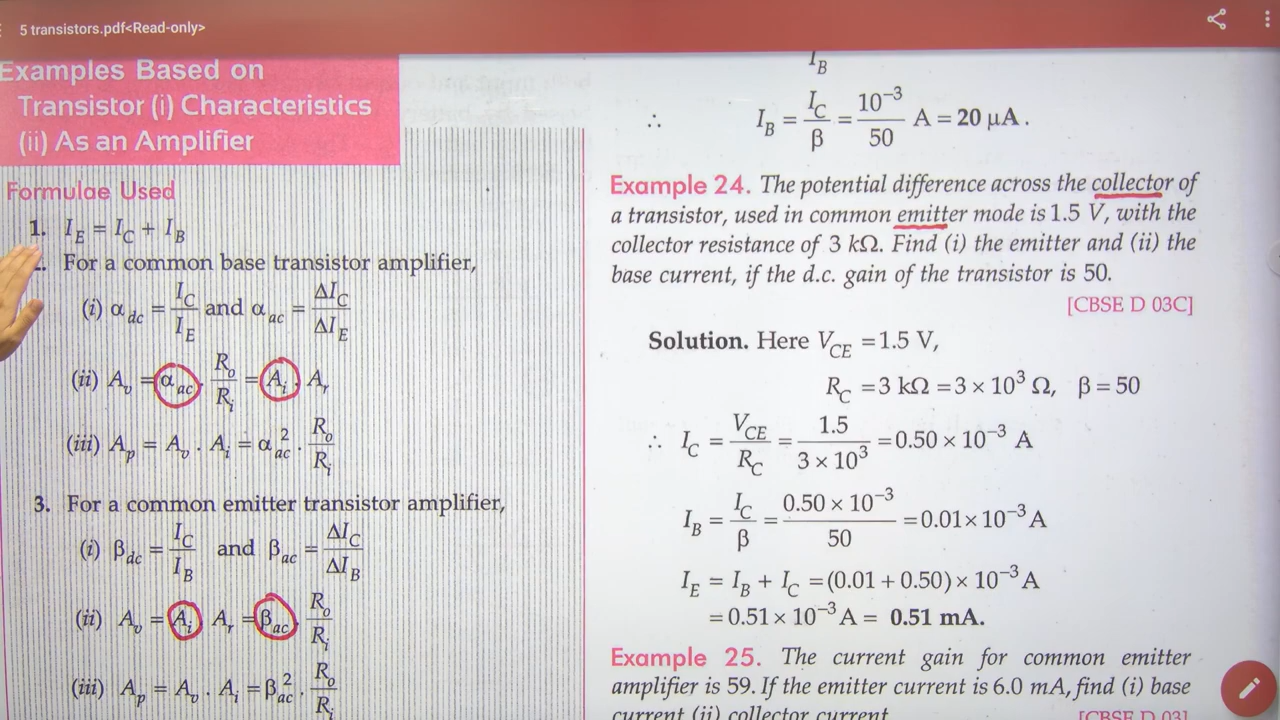 5 transistors.pdf<Read-only>
Examples Based on
Transistor (i) Characteristics
(ii) As an Amplifier
Formulae Used
1. I_E = I_C + I_B
For a common base transistor amplifier,
(i) α_dc = I_C/I_E and α_ac = ΔI_C/ΔI_E
(ii) A_v = α_ac . R_o/R_i = A_i . A_r
(iii) A_p = A_v . A_i = α_ac^2 . R_o/R_i
3. For a common emitter transistor amplifier,
(i) β_dc = I_C/I_B and β_ac = ΔI_C/ΔI_B
(ii) A_v = A_i . A_r = β_ac . R_o/R_i
(iii) A_p = A_v . A_i = β_ac^2 . R_o/R_i
I_B
∴ I_B = I_C/β = 10^-3/50 A = 20 μA.
Example 24. The potential difference across the collector of
a transistor, used in common emitter mode is 1.5 V, with the
collector resistance of 3 kΩ. Find (i) the emitter and (ii) the
base current, if the d.c. gain of the transistor is 50.
[CBSE D 03C]
Solution. Here V_CE = 1.5 V,
R_C = 3 kΩ = 3 × 10^3 Ω, β = 50
∴ I_C = V_CE/R_C = 1.5/(3 × 10^3) = 0.50 × 10^-3 A
I_B = I_C/β = (0.50 × 10^-3)/50 = 0.01 × 10^-3 A
I_E = I_B + I_C = (0.01 + 0.50) × 10^-3 A
= 0.51 × 10^-3 A = 0.51 mA.
Example 25. The current gain for common emitter
amplifier is 59. If the emitter current is 6.0 mA, find (i) base
current (ii) collector current.
[CBSE D 03]